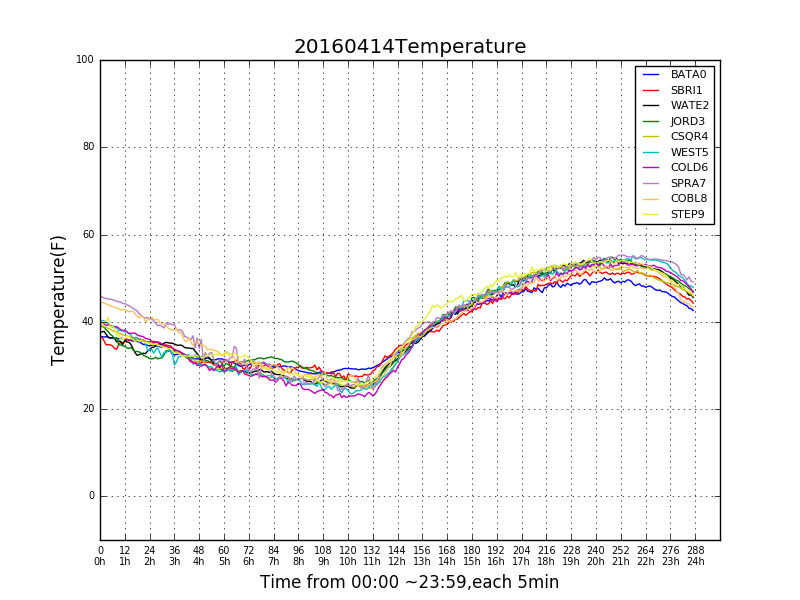 20160414Temperature
100
80
60
40
20
0
Temperature(F)
BATA0
SBRI1
WATE2
JORD3
CSQR4
WEST5
COLD6
SPRA7
COBL8
STEP9
0 12 24 36 48 60 72 84 96 108 120 132 144 156 168 180 192 204 216 228 240 252 264 276 288
0h 1h 2h 3h 4h 5h 6h 7h 8h 9h 10h 11h 12h 13h 14h 15h 16h 17h 18h 19h 20h 21h 22h 23h 24h
Time from 00:00 ~23:59,each 5min